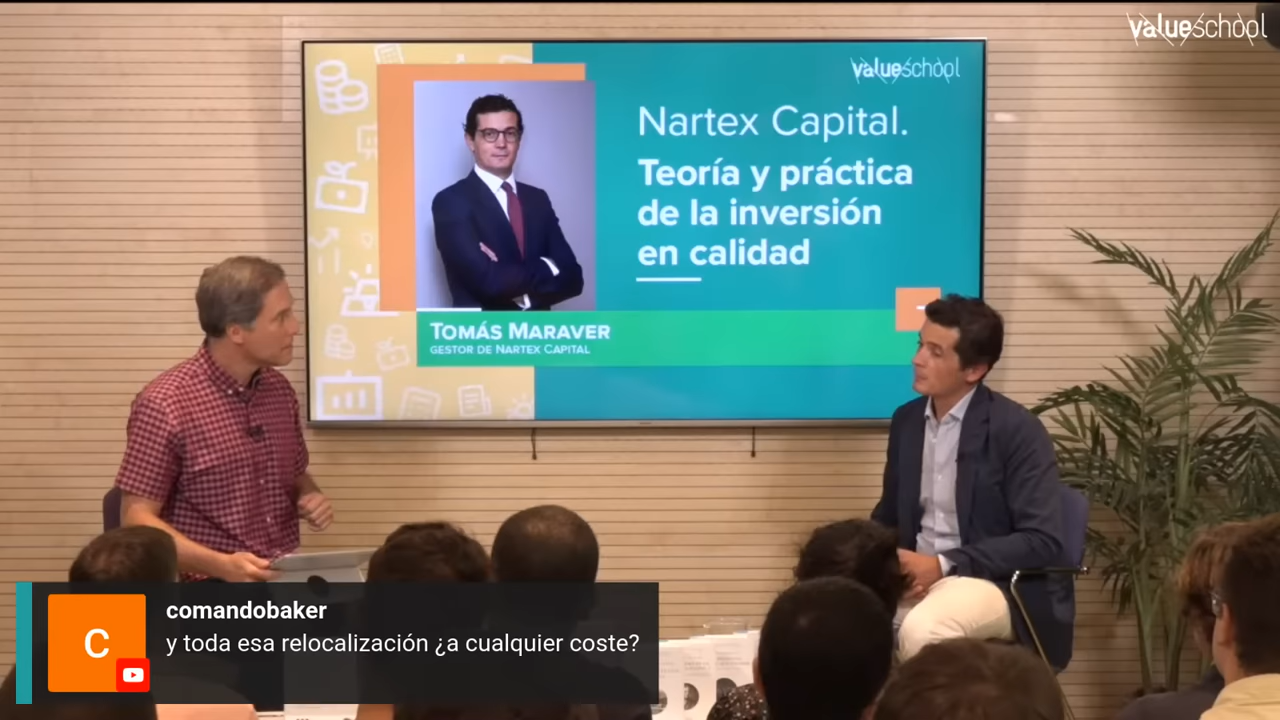 valueschool
valueschool
Nartex Capital.
Teoría y práctica
de la inversión
en calidad
TOMÁS MARAVER
GESTOR DE NARTEX CAPITAL
C
comandobaker
y toda esa relocalización ¿a cualquier coste?